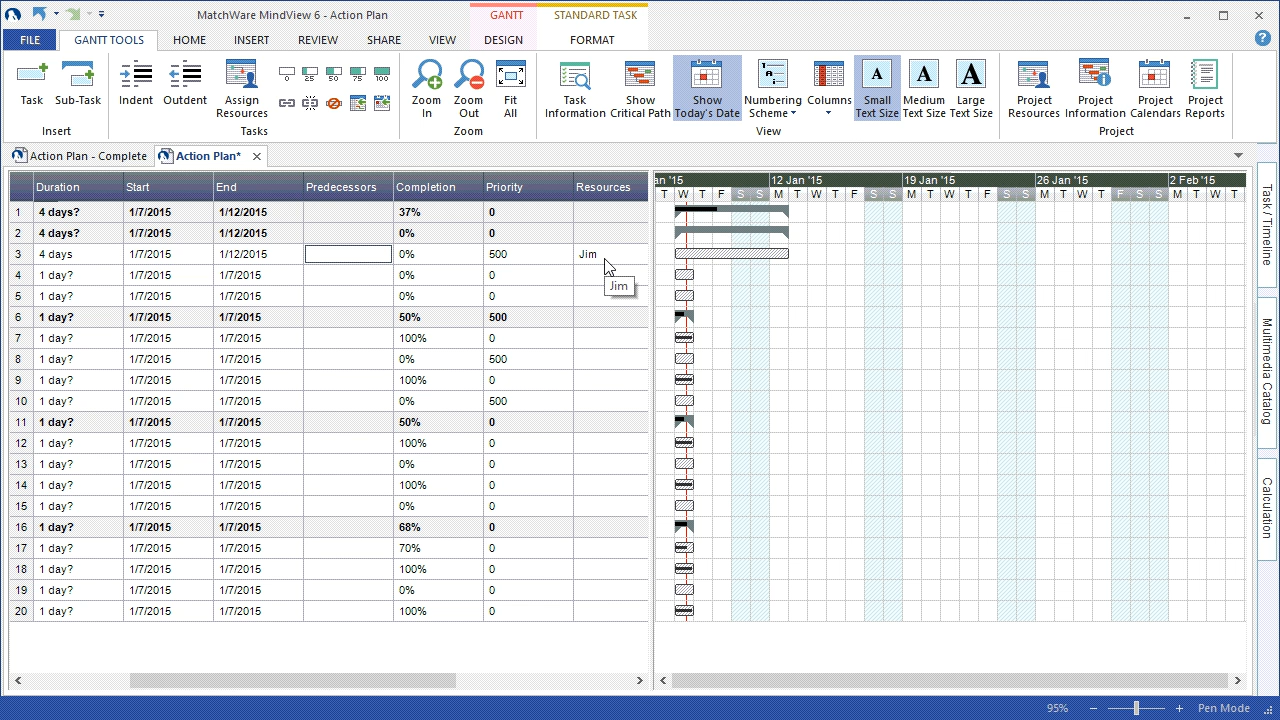 MatchWare MindView 6 - Action Plan
GANTT
STANDARD TASK
FILE
GANTT TOOLS
HOME
INSERT
REVIEW
SHARE
VIEW
DESIGN
FORMAT
?
Task
Sub-Task
Insert
Indent
Outdent
Assign
Resources
0 25 50 75 100
Tasks
Zoom
In
Zoom
Out
Fit
All
Zoom
Task
Information
Show
Critical Path
Show
Today's Date
Numbering
Scheme
Columns
A
Small
Text Size
A
Medium
Text Size
A
Large
Text Size
View
Project
Resources
Project
Information
Project
Calendars
Project
Reports
Project
Action Plan - Complete
Action Plan*
Duration Start End Predecessors Completion Priority Resources
1 4 days? 1/7/2015 1/12/2015 37% 0
2 4 days? 1/7/2015 1/12/2015 0% 0
3 4 days 1/7/2015 1/12/2015 0% 500 Jim
4 1 day? 1/7/2015 1/7/2015 0% 0
Jim
5 1 day? 1/7/2015 1/7/2015 0% 0
6 1 day? 1/7/2015 1/7/2015 50% 500
7 1 day? 1/7/2015 1/7/2015 100% 0
8 1 day? 1/7/2015 1/7/2015 0% 500
9 1 day? 1/7/2015 1/7/2015 100% 0
10 1 day? 1/7/2015 1/7/2015 0% 500
11 1 day? 1/7/2015 1/7/2015 50% 0
12 1 day? 1/7/2015 1/7/2015 100% 0
13 1 day? 1/7/2015 1/7/2015 0% 0
14 1 day? 1/7/2015 1/7/2015 100% 0
15 1 day? 1/7/2015 1/7/2015 0% 0
16 1 day? 1/7/2015 1/7/2015 68% 0
17 1 day? 1/7/2015 1/7/2015 70% 0
18 1 day? 1/7/2015 1/7/2015 100% 0
19 1 day? 1/7/2015 1/7/2015 0% 0
20 1 day? 1/7/2015 1/7/2015 100% 0
an '15 12 Jan '15 19 Jan '15 26 Jan '15 2 Feb '15
T W T F S S M T W T F S S M T W T F S S M T W T F S S M T W T
Task / Timeline
Multimedia Catalog
Calculation
95%
Pen Mode